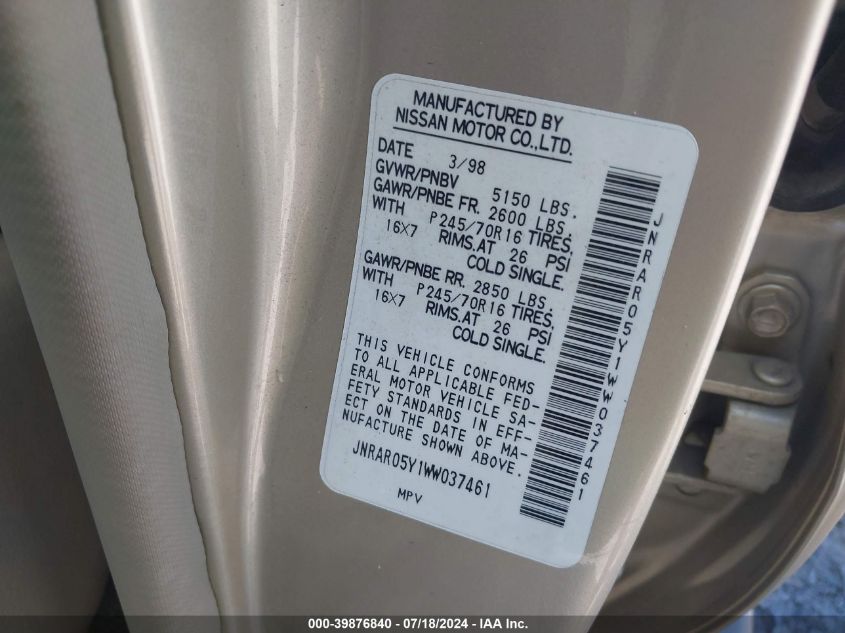 MANUFACTURED BY
NISSAN MOTOR CO.,LTD.
DATE 3/98
GVWR/PNBV 5150 LBS.
GAWR/PNBE FR. 2600 LBS.
WITH P245/70R16 TIRES,
16X7 RIMS.AT 26 PSI
COLD SINGLE.
GAWR/PNBE RR. 2850 LBS.
WITH P245/70R16 TIRES,
16X7 RIMS.AT 26 PSI
COLD SINGLE.
THIS VEHICLE CONFORMS
TO ALL APPLICABLE FED-
ERAL MOTOR VEHICLE SA-
FETY STANDARDS IN EFF-
ECT ON THE DATE OF MA-
NUFACTURE SHOWN ABOVE.
JNRAR05Y1WW037461
MPV
JNRAR05Y1WW037461
000-39876840 - 07/18/2024 - IAA Inc.